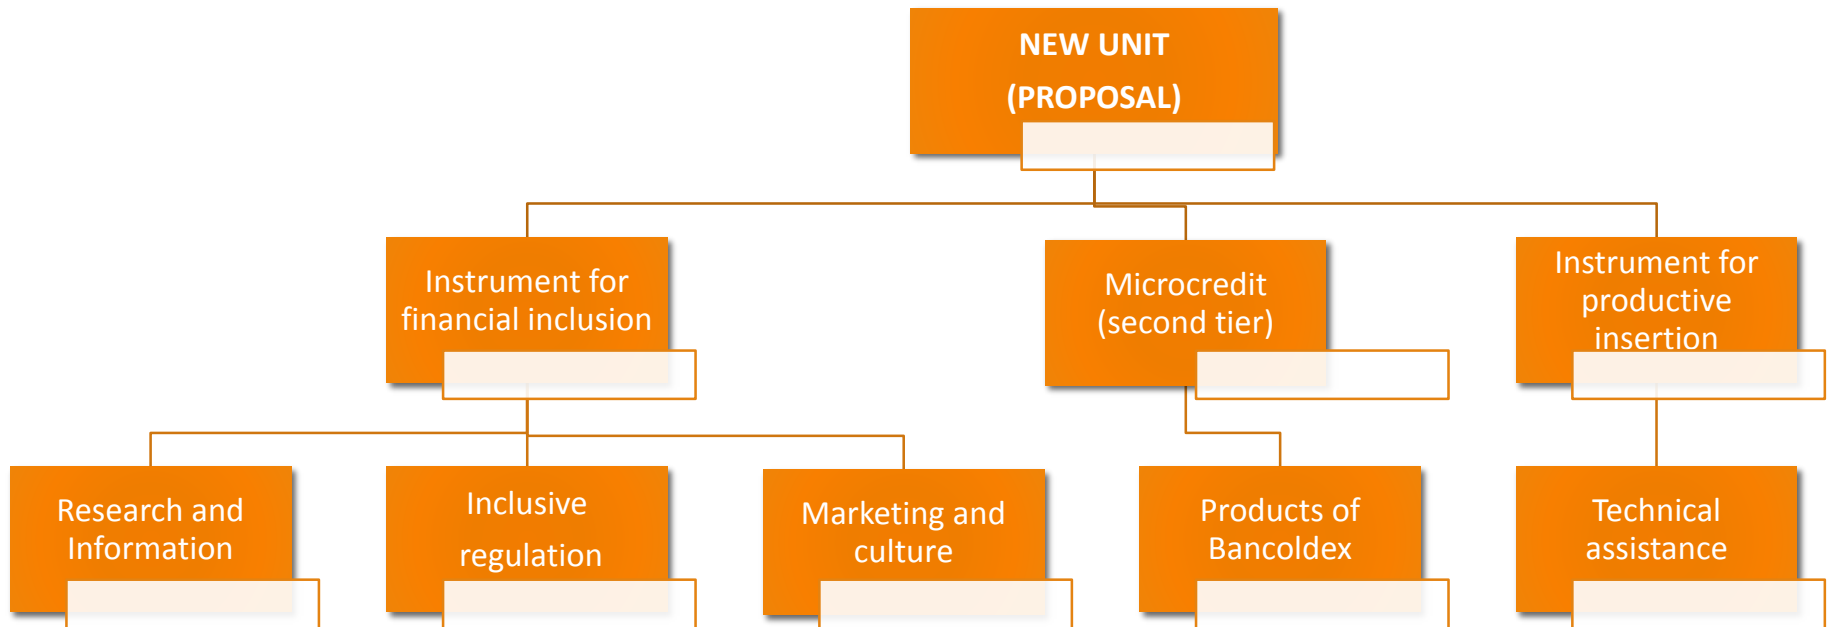 NEW UNIT
(PROPOSAL)
Instrument for
financial inclusion
Microcredit
(second tier)
Instrument for
productive
insertion
Research and
Information
Inclusive
regulation
Marketing and
culture
Products of
Bancoldex
Technical
assistance